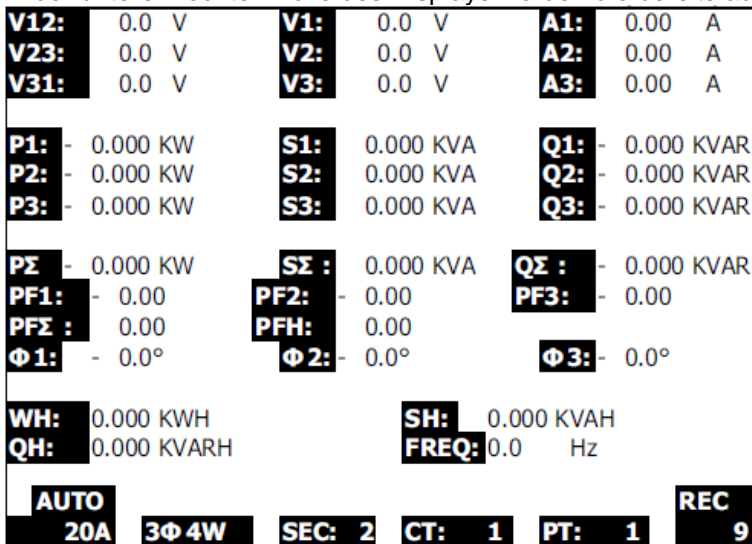 V12: 0.0 V V1: 0.0 V A1: 0.00 A
V23: 0.0 V V2: 0.0 V A2: 0.00 A
V31: 0.0 V V3: 0.0 V A3: 0.00 A
P1: - 0.000 KW S1: 0.000 KVA Q1: - 0.000 KVAR
P2: - 0.000 KW S2: 0.000 KVA Q2: - 0.000 KVAR
P3: - 0.000 KW S3: 0.000 KVA Q3: - 0.000 KVAR
PΣ - 0.000 KW SΣ : 0.000 KVA QΣ : - 0.000 KVAR
PF1: - 0.00 PF2: - 0.00 PF3: - 0.00
PFΣ : 0.00 PFH: 0.00
Φ1: - 0.0° Φ2: - 0.0° Φ3: - 0.0°
WH: 0.000 KWH SH: 0.000 KVAH
QH: 0.000 KVARH FREQ: 0.0 Hz
AUTO REC
20A 3Φ4W SEC: 2 CT: 1 PT: 1 9